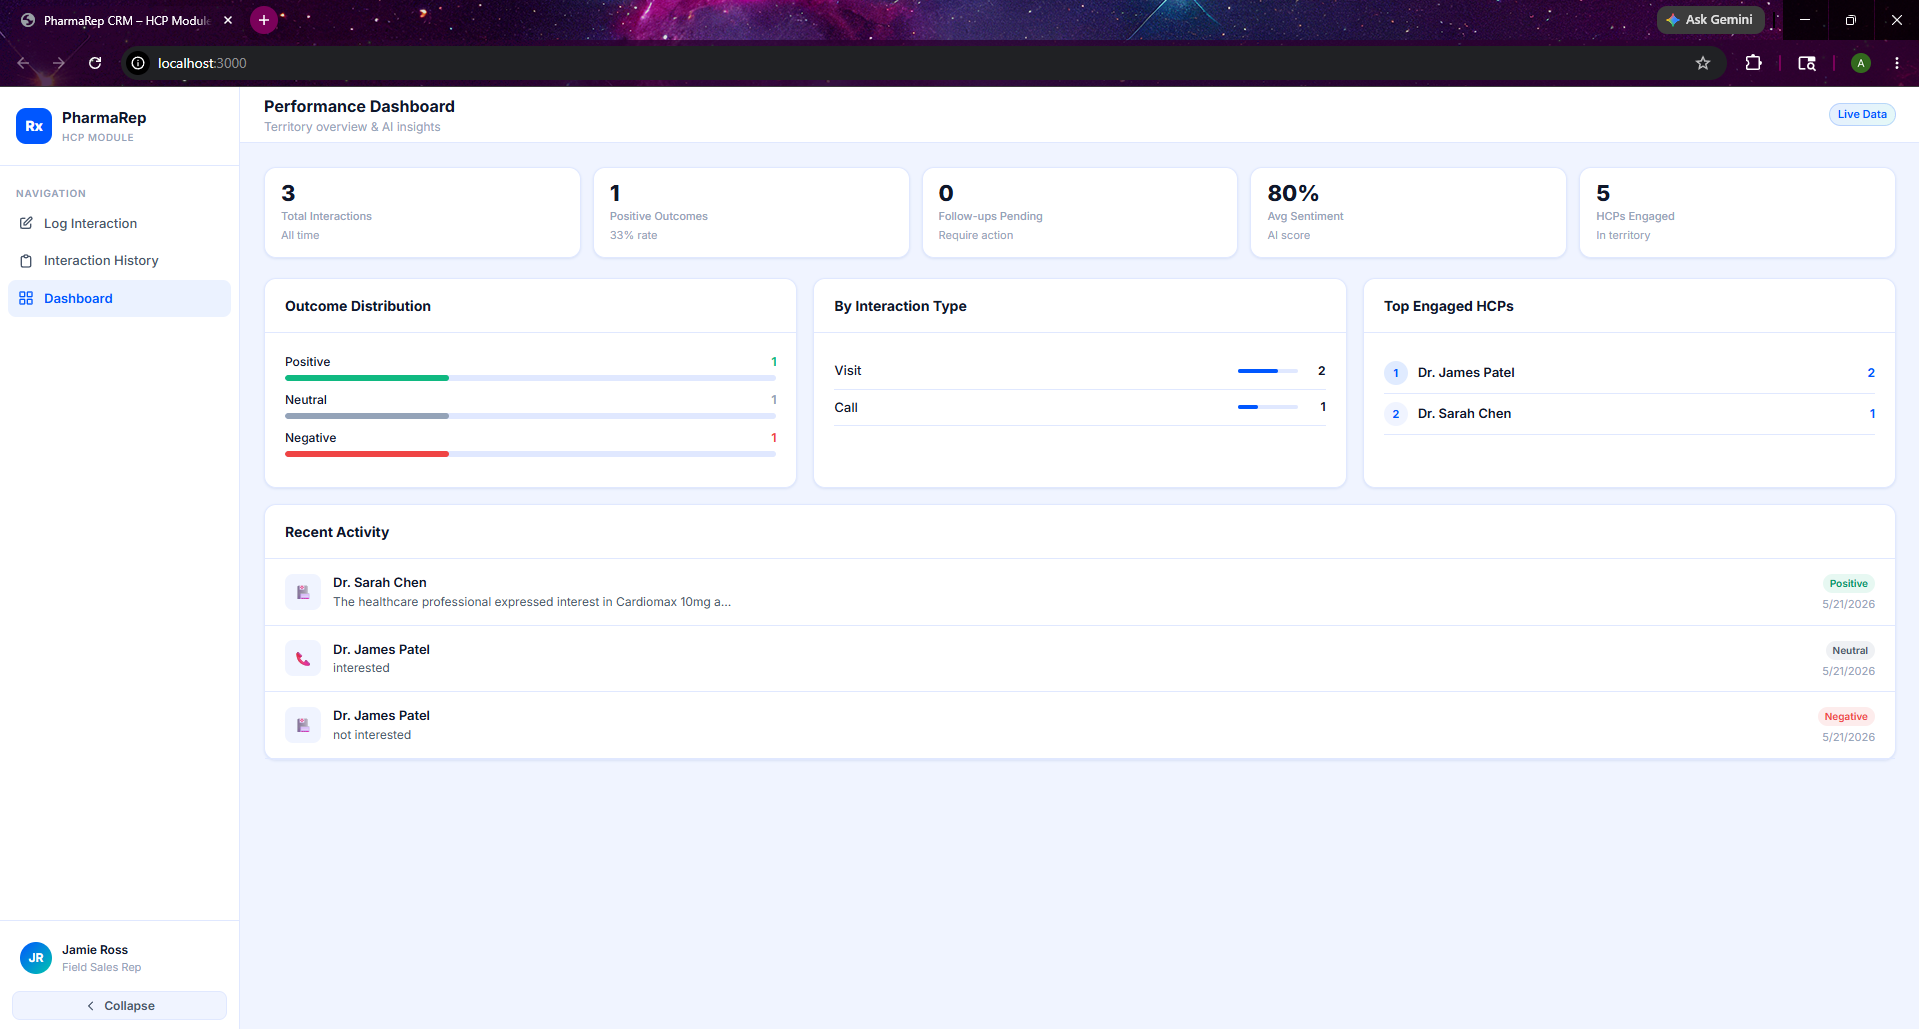 PharmaRep CRM – HCP Module
Ask Gemini
localhost:3000
A
Rx
PharmaRep
HCP MODULE
NAVIGATION
Log Interaction
Interaction History
Dashboard
Performance Dashboard
Territory overview & AI insights
Live Data
3
Total Interactions
All time
1
Positive Outcomes
33% rate
0
Follow-ups Pending
Require action
80%
Avg Sentiment
AI score
5
HCPs Engaged
In territory
Outcome Distribution
Positive 1
Neutral 1
Negative 1
By Interaction Type
Visit 2
Call 1
Top Engaged HCPs
1 Dr. James Patel 2
2 Dr. Sarah Chen 1
Recent Activity
Dr. Sarah Chen
The healthcare professional expressed interest in Cardiomax 10mg a...
Positive
5/21/2026
Dr. James Patel
interested
Neutral
5/21/2026
Dr. James Patel
not interested
Negative
5/21/2026
JR
Jamie Ross
Field Sales Rep
Collapse